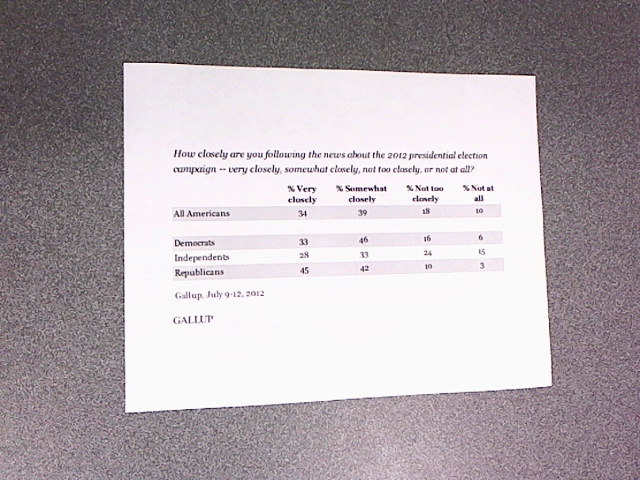 How closely are you following the news about the 2012 presidential election
campaign -- very closely, somewhat closely, not too closely, or not at all?
% Very closely % Somewhat closely % Not too closely % Not at all
All Americans 34 39 18 10
Democrats 33 46 16 6
Independents 28 33 24 15
Republicans 45 42 10 3
Gallup, July 9-12, 2012
GALLUP